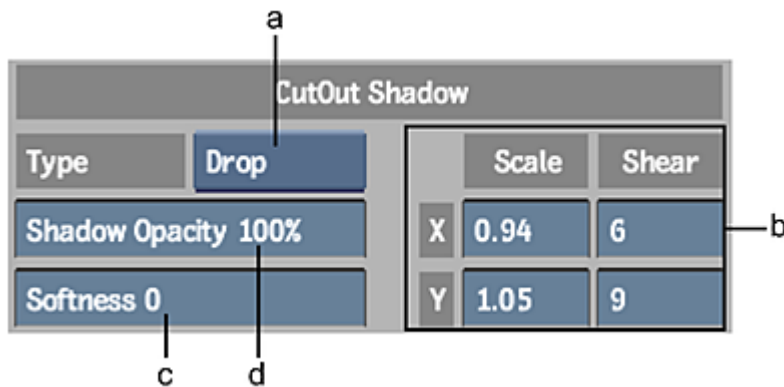 a
CutOut Shadow
Type Drop Scale Shear
Shadow Opacity 100% X 0.94 6
b
Softness 0 Y 1.05 9
c d